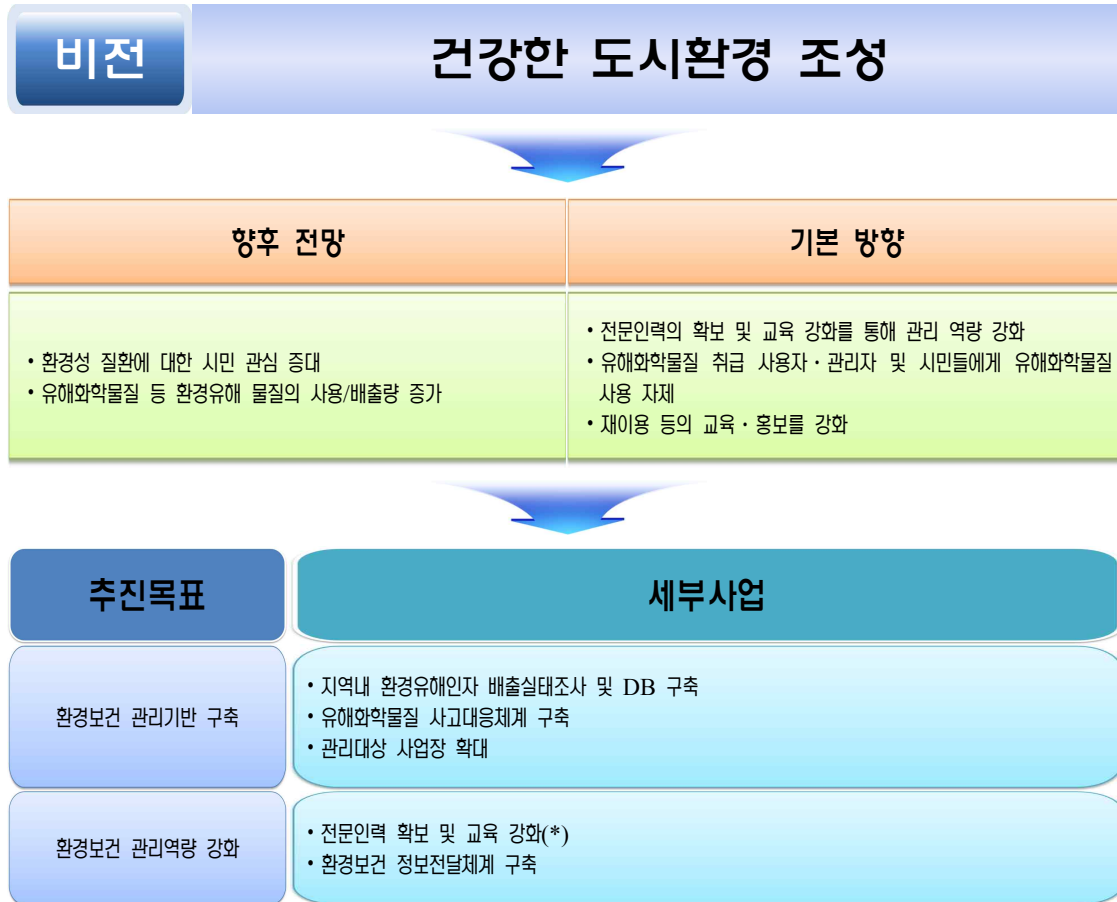 비전
건강한 도시환경 조성
향후 전망
기본 방향
• 환경성 질환에 대한 시민 관심 증대
• 유해화학물질 등 환경유해 물질의 사용/배출량 증가
• 전문인력의 확보 및 교육 강화를 통해 관리 역량 강화
• 유해화학물질 취급 사용자·관리자 및 시민들에게 유해화학물질
사용 자제
• 재이용 등의 교육·홍보를 강화
추진목표
세부사업
환경보건 관리기반 구축
• 지역내 환경유해인자 배출실태조사 및 DB 구축
• 유해화학물질 사고대응체계 구축
• 관리대상 사업장 확대
환경보건 관리역량 강화
• 전문인력 확보 및 교육 강화(*)
• 환경보건 정보전달체계 구축